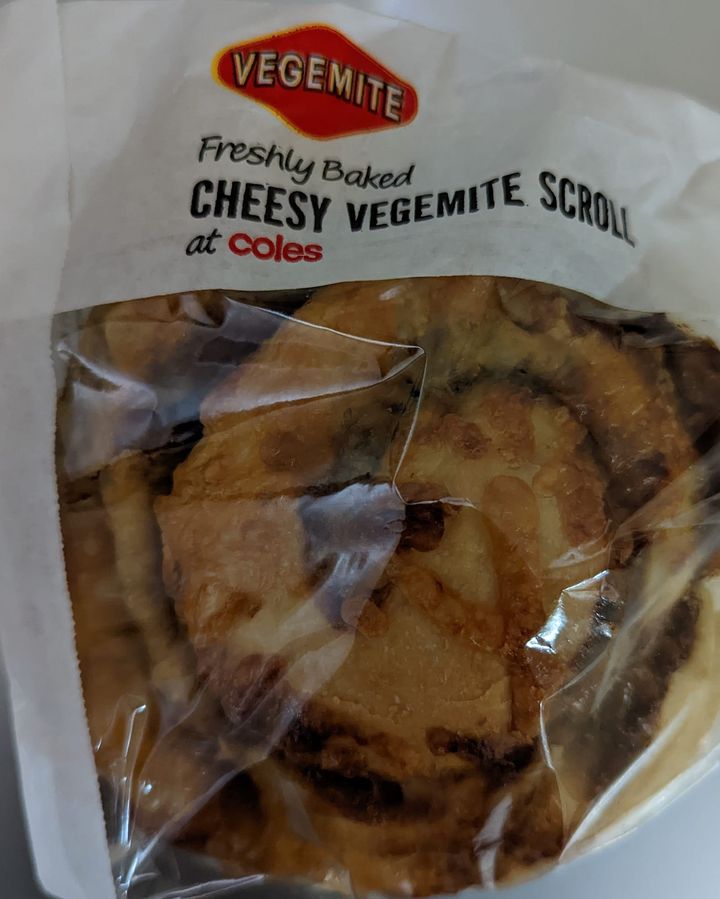 VEGEMITE
Freshly Baked
CHEESY VEGEMITE SCROLL
at coles